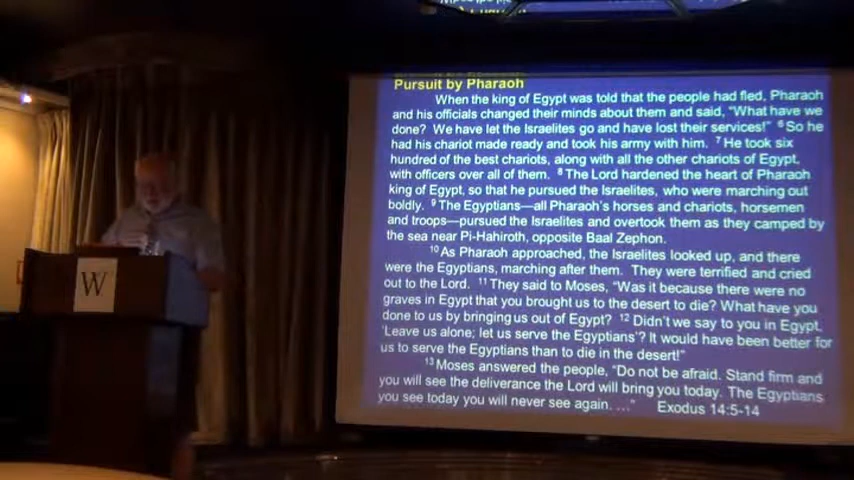 Pursuit by Pharaoh
When the king of Egypt was told that the people had fled, Pharaoh
and his officials changed their minds about them and said, “What have we
done? We have let the Israelites go and have lost their services!” 6 So he
had his chariot made ready and took his army with him. 7 He took six
hundred of the best chariots, along with all the other chariots of Egypt,
with officers over all of them. 8 The Lord hardened the heart of Pharaoh
king of Egypt, so that he pursued the Israelites, who were marching out
boldly. 9 The Egyptians—all Pharaoh's horses and chariots, horsemen
and troops—pursued the Israelites and overtook them as they camped by
the sea near Pi-Hahiroth, opposite Baal Zephon.
10 As Pharaoh approached, the Israelites looked up, and there
were the Egyptians, marching after them. They were terrified and cried
out to the Lord. 11 They said to Moses, “Was it because there were no
graves in Egypt that you brought us to the desert to die? What have you
done to us by bringing us out of Egypt? 12 Didn't we say to you in Egypt,
‘Leave us alone; let us serve the Egyptians’? It would have been better for
us to serve the Egyptians than to die in the desert!”
13 Moses answered the people, “Do not be afraid. Stand firm and
you will see the deliverance the Lord will bring you today. The Egyptians
you see today you will never see again. …” Exodus 14:5-14
W